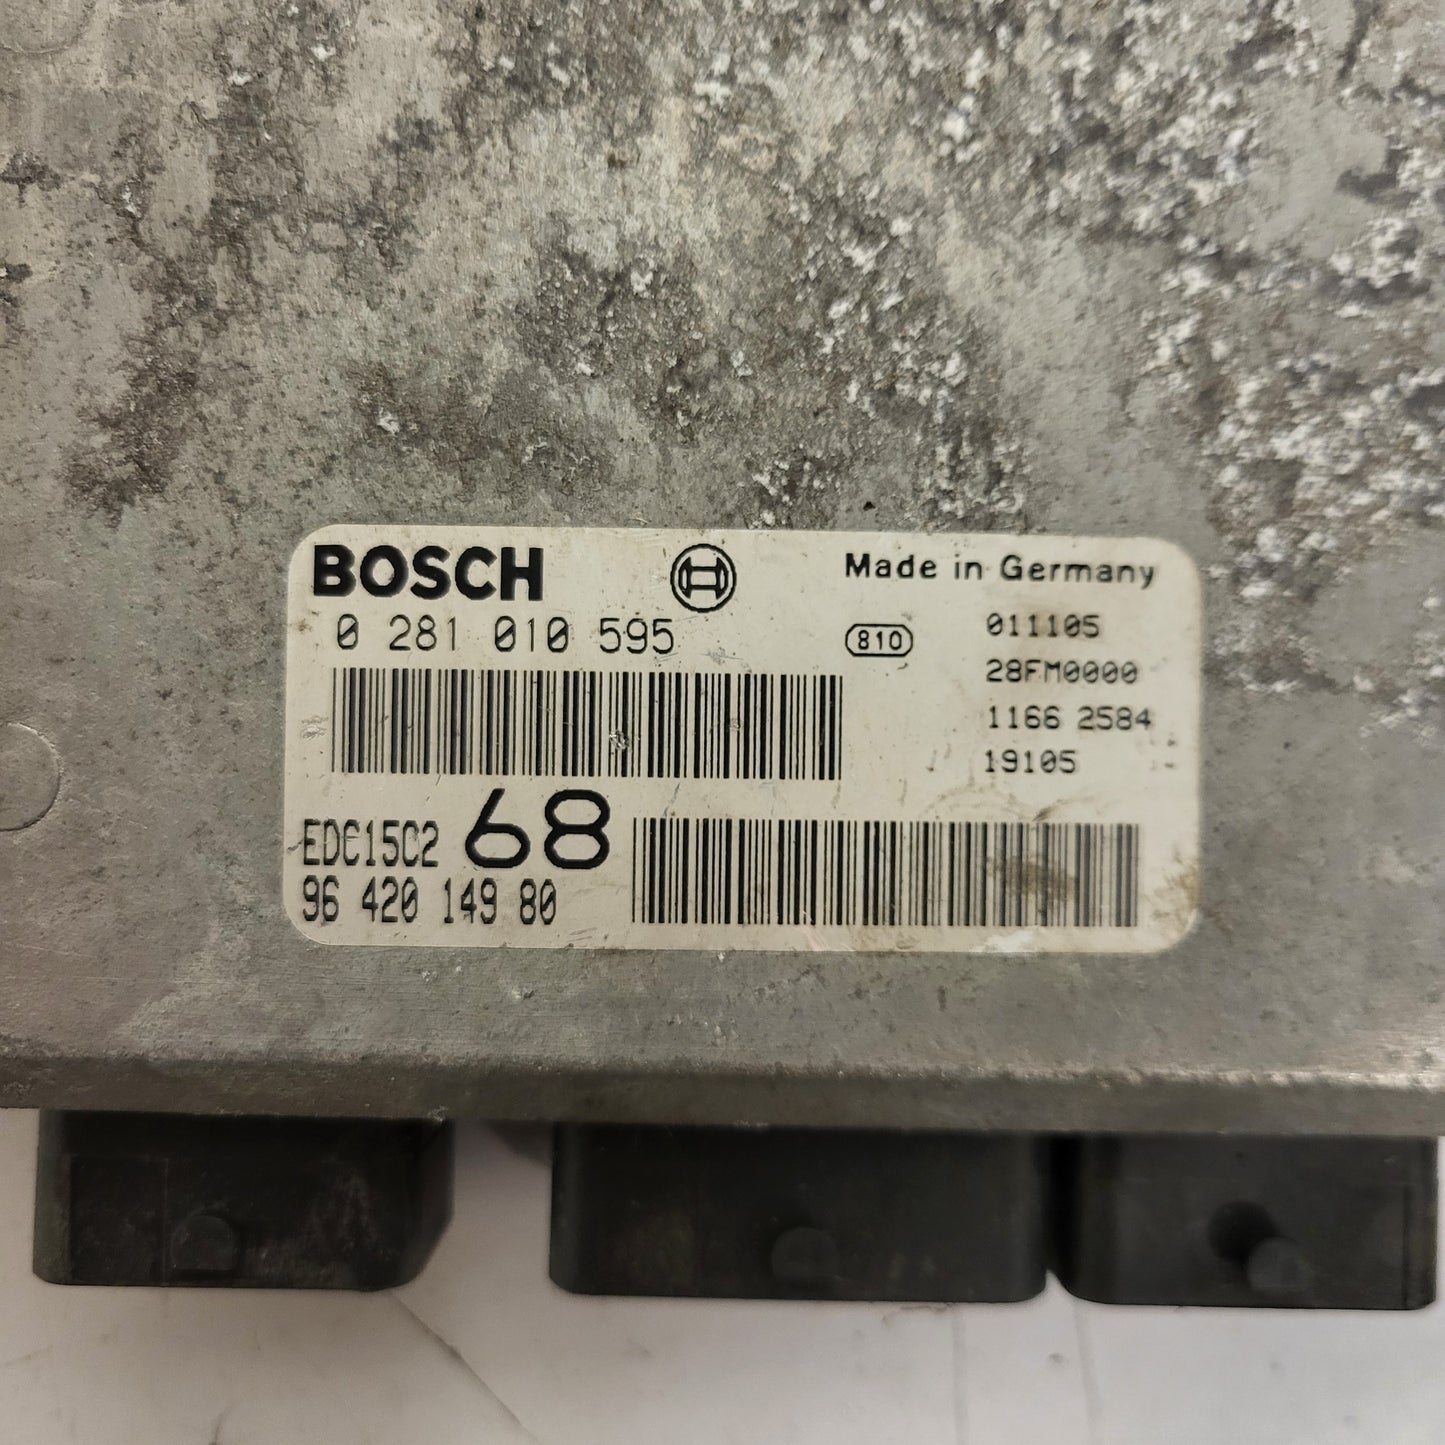 BOSCH
Made in Germany
0 281 010 595
810
011105
28FM0000
1166 2584
19105
EDC15C2 68
96 420 149 80